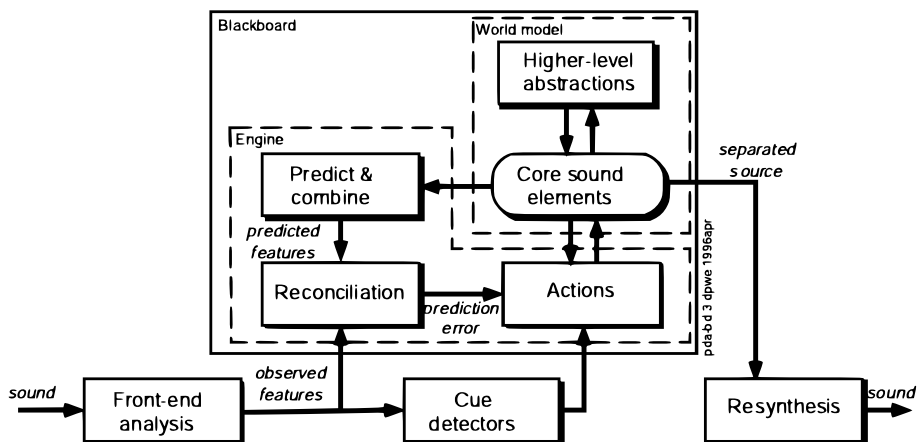 Blackboard
World model
Higher-level
abstractions
Engine
separated
source
Predict &
combine
Core sound
elements
predicted
features
Reconciliation
prediction
error
Actions
pda-bd 3 dpwe 1996apr
sound
observed
features
Front-end
analysis
Cue
detectors
Resynthesis
sound